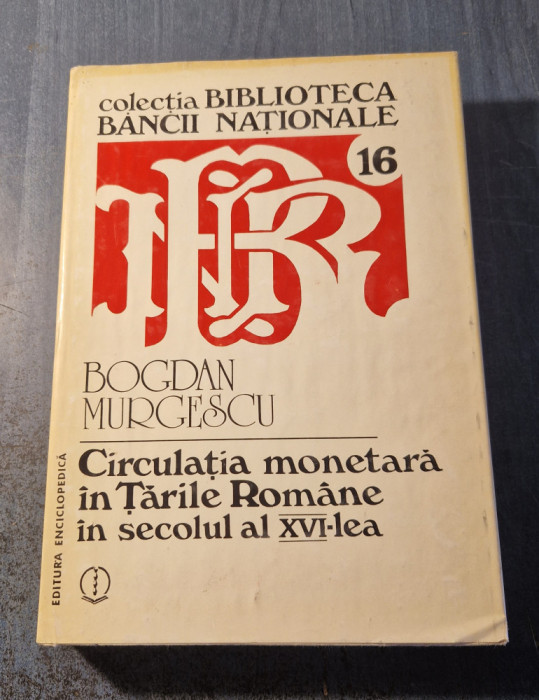 colecția BIBLIOTECA
BĂNCII NAȚIONALE
16
BNR
BOGDAN
MURGESCU
Circulația monetară
în Țările Române
în secolul al XVI-lea
EDITURA ENCICLOPEDICĂ